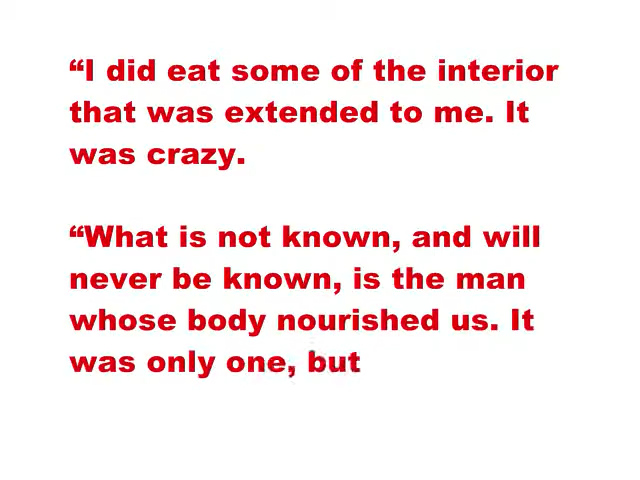 “I did eat some of the interior
that was extended to me. It
was crazy.
“What is not known, and will
never be known, is the man
whose body nourished us. It
was only one, but